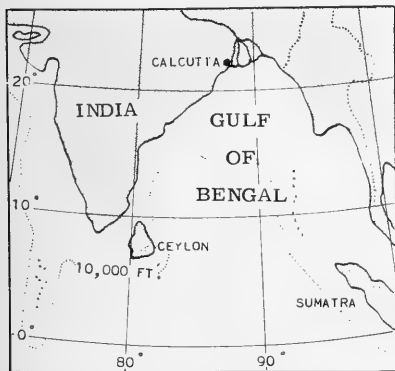 CALCUTTA
20°
INDIA
GULF
OF
BENGAL
10°
CEYLON
10,000 FT.
SUMATRA
0°
80°
90°